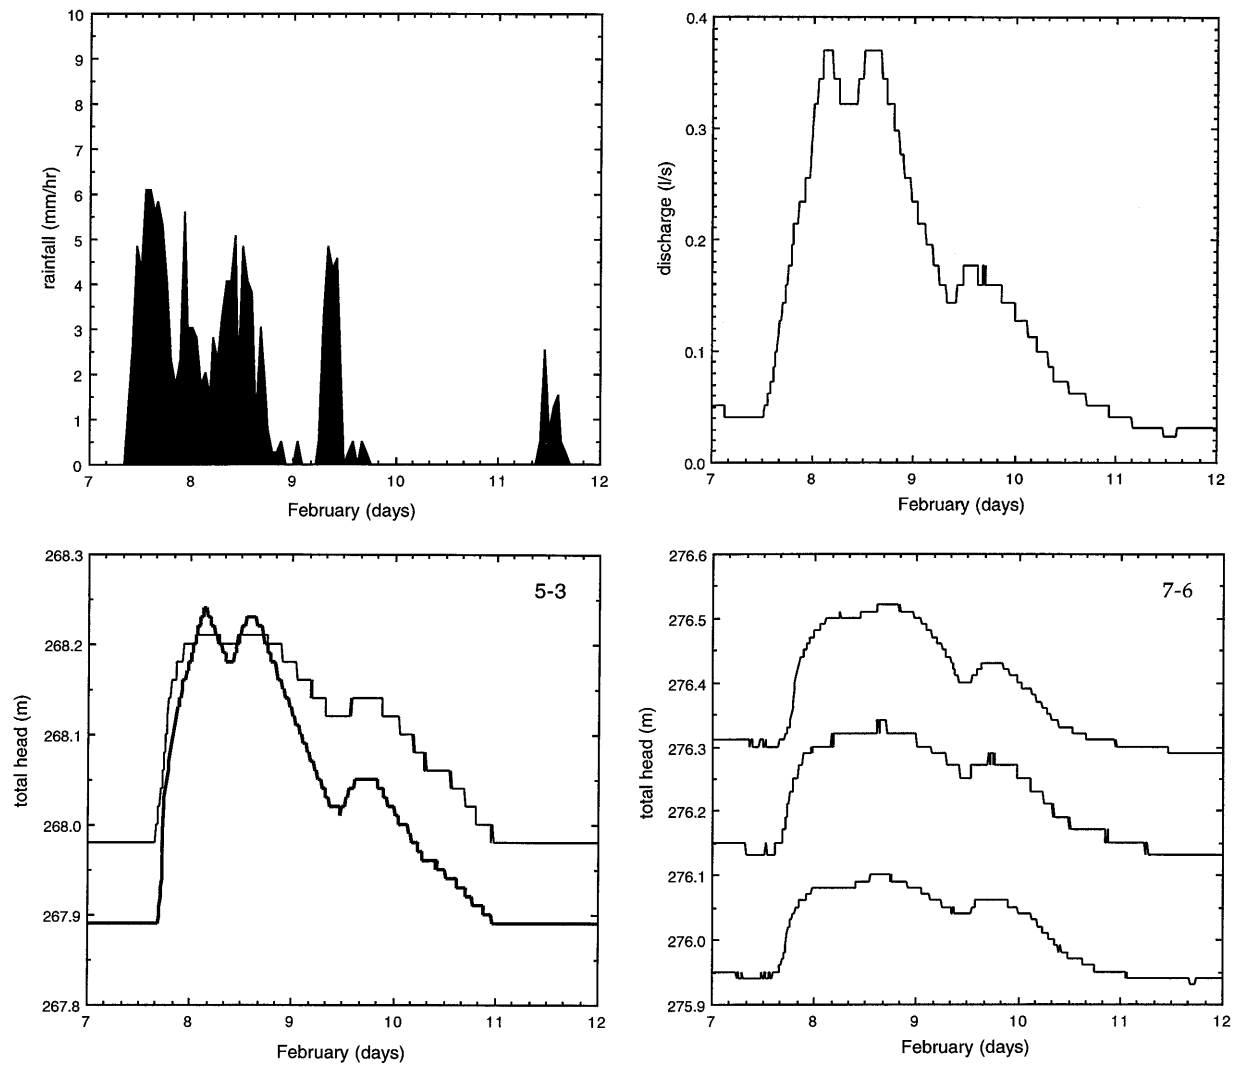 10
9
8
7
6
5
4
3
2
1
0
rainfall (mm/hr)
7 8 9 10 11 12
February (days)
0.4
0.3
0.2
0.1
0.0
discharge (l/s)
7 8 9 10 11 12
February (days)
268.3
268.2
268.1
268.0
267.9
267.8
total head (m)
5-3
7 8 9 10 11 12
February (days)
276.6
276.5
276.4
276.3
276.2
276.1
276.0
275.9
total head (m)
7-6
7 8 9 10 11 12
February (days)